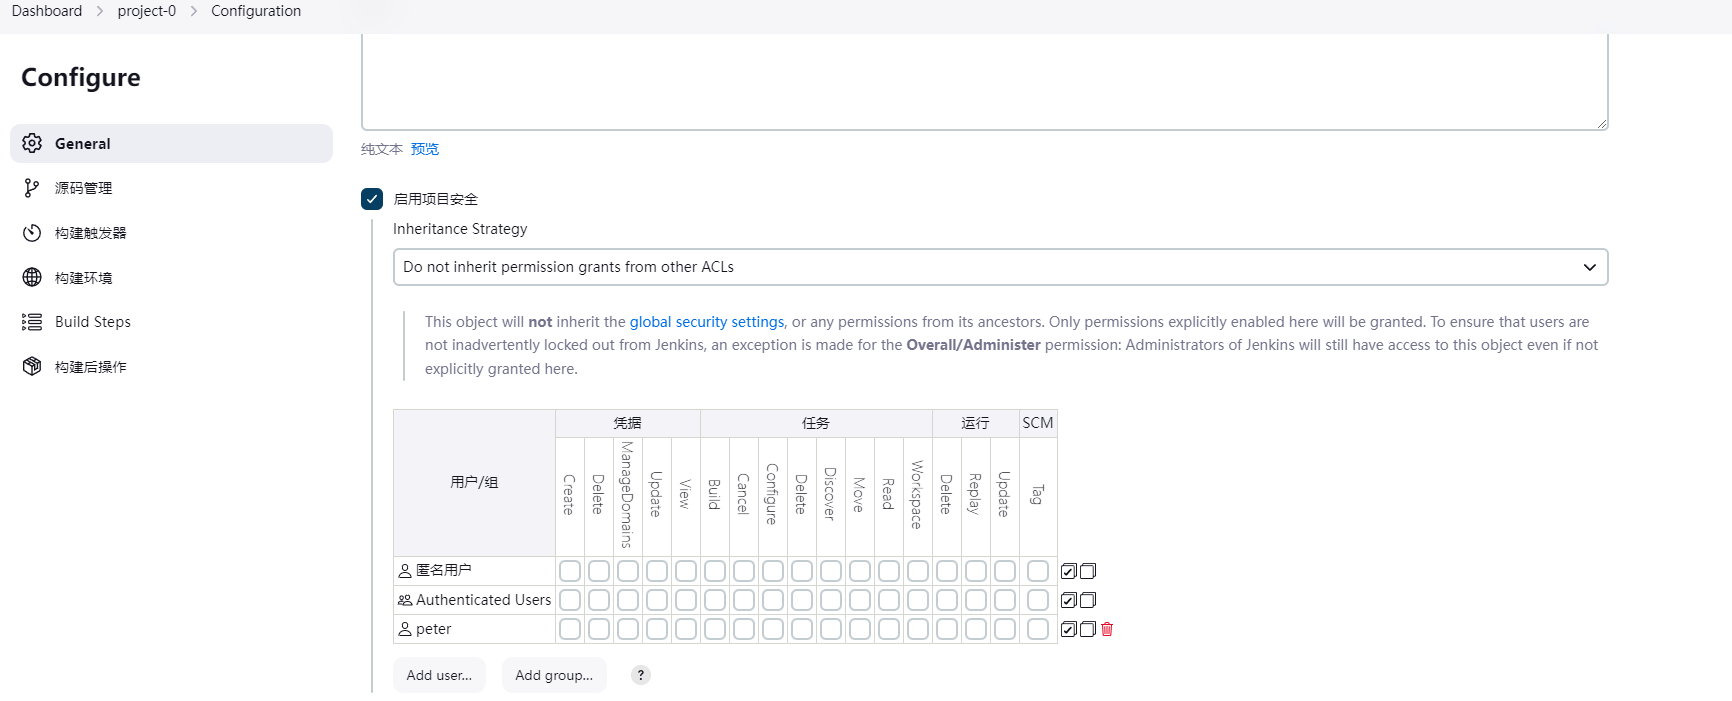 Dashboard > project-0 > Configuration
Configure
General
源码管理
构建触发器
构建环境
Build Steps
构建后操作
纯文本 预览
启用项目安全
Inheritance Strategy
Do not inherit permission grants from other ACLs
This object will not inherit the global security settings, or any permissions from its ancestors. Only permissions explicitly enabled here will be granted. To ensure that users are
not inadvertently locked out from Jenkins, an exception is made for the Overall/Administer permission: Administrators of Jenkins will still have access to this object even if not
explicitly granted here.
用户/组 凭据 任务 运行 SCM
Create Delete ManageDomains Update View Build Cancel Configure Delete Discover Move Read Workspace Delete Replay Update Tag
匿名用户
Authenticated Users
peter
Add user... Add group... ?